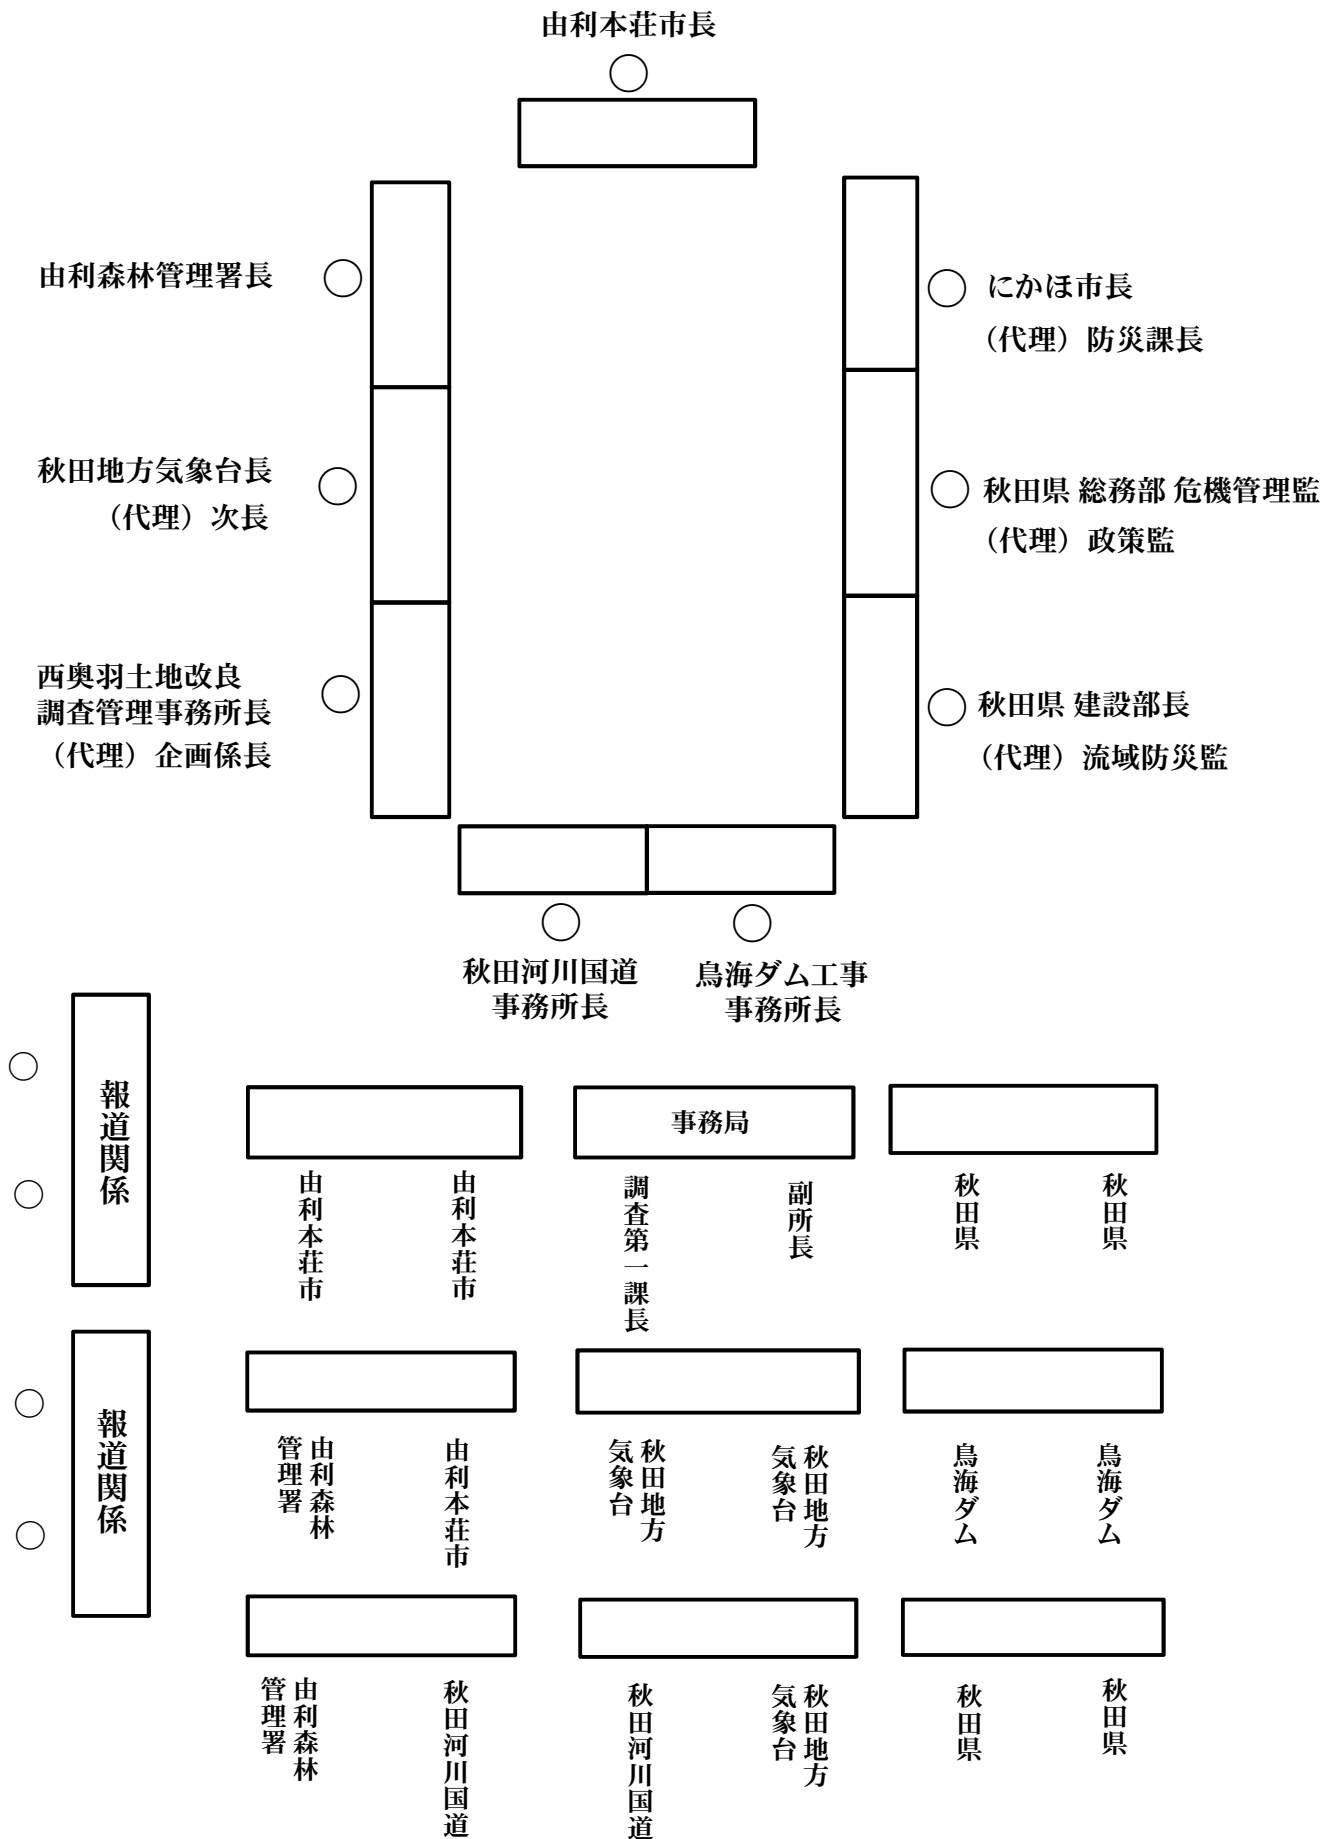 由利本荘市長
由利森林管理署長
にかほ市長
（代理）防災課長
秋田地方気象台長
（代理）次長
秋田県 総務部 危機管理監
（代理）政策監
西奥羽土地改良
調査管理事務所長
（代理）企画係長
秋田県 建設部長
（代理）流域防災監
秋田河川国道
事務所長
鳥海ダム工事
事務所長
報道関係
事務局
由利本荘市
由利本荘市
調査第一課長
副所長
秋田県
秋田県
報道関係
由利森林
管理署
由利本荘市
秋田地方
気象台
秋田地方
気象台
鳥海ダム
鳥海ダム
由利森林
管理署
秋田河川国道
秋田河川国道
秋田地方
気象台
秋田県
秋田県